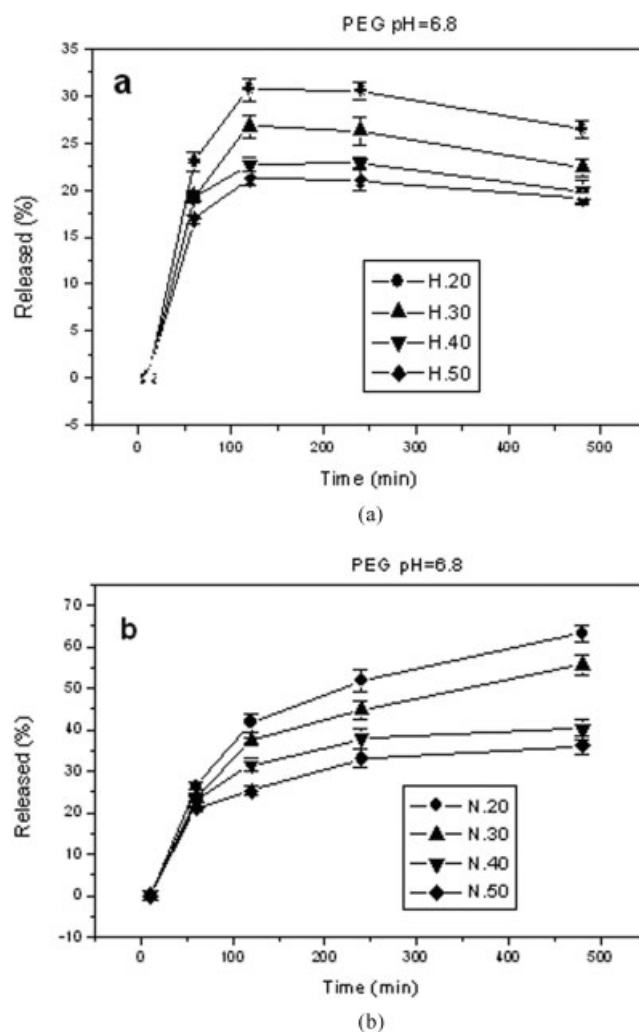 PEG pH=6.8
a
35
30
25
20
15
10
5
0
-5
Released (%)
H.20
H.30
H.40
H.50
0 100 200 300 400 500
Time (min)
(a)
PEG pH=6.8
b
70
60
50
40
30
20
10
0
-10
Released (%)
N.20
N.30
N.40
N.50
0 100 200 300 400 500
Time (min)
(b)